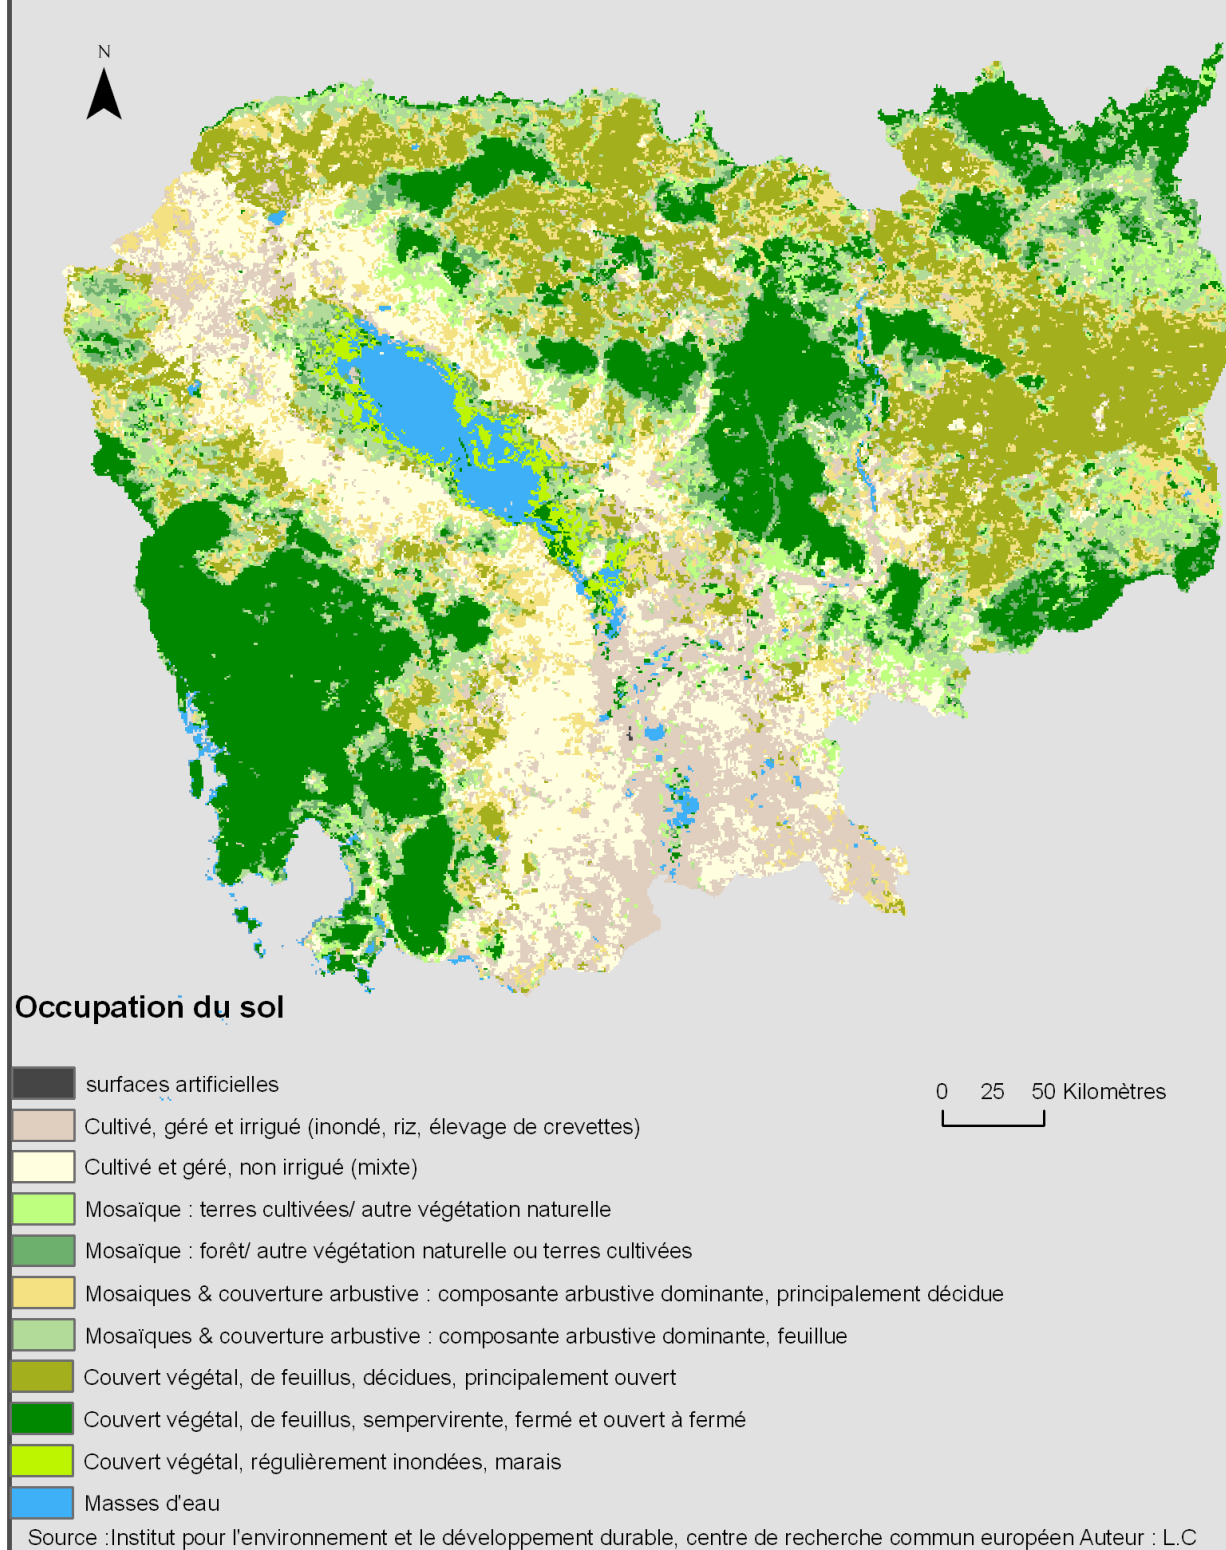 N
Occupation du sol
surfaces artificielles
0 25 50 Kilomètres
Cultivé, géré et irrigué (inondé, riz, élevage de crevettes)
Cultivé et géré, non irrigué (mixte)
Mosaïque : terres cultivées/ autre végétation naturelle
Mosaïque : forêt/ autre végétation naturelle ou terres cultivées
Mosaiques & couverture arbustive : composante arbustive dominante, principalement décidue
Mosaïques & couverture arbustive : composante arbustive dominante, feuillue
Couvert végétal, de feuillus, décidues, principalement ouvert
Couvert végétal, de feuillus, sempervirente, fermé et ouvert à fermé
Couvert végétal, régulièrement inondées, marais
Masses d'eau
Source :Institut pour l'environnement et le développement durable, centre de recherche commun européen Auteur : L.C